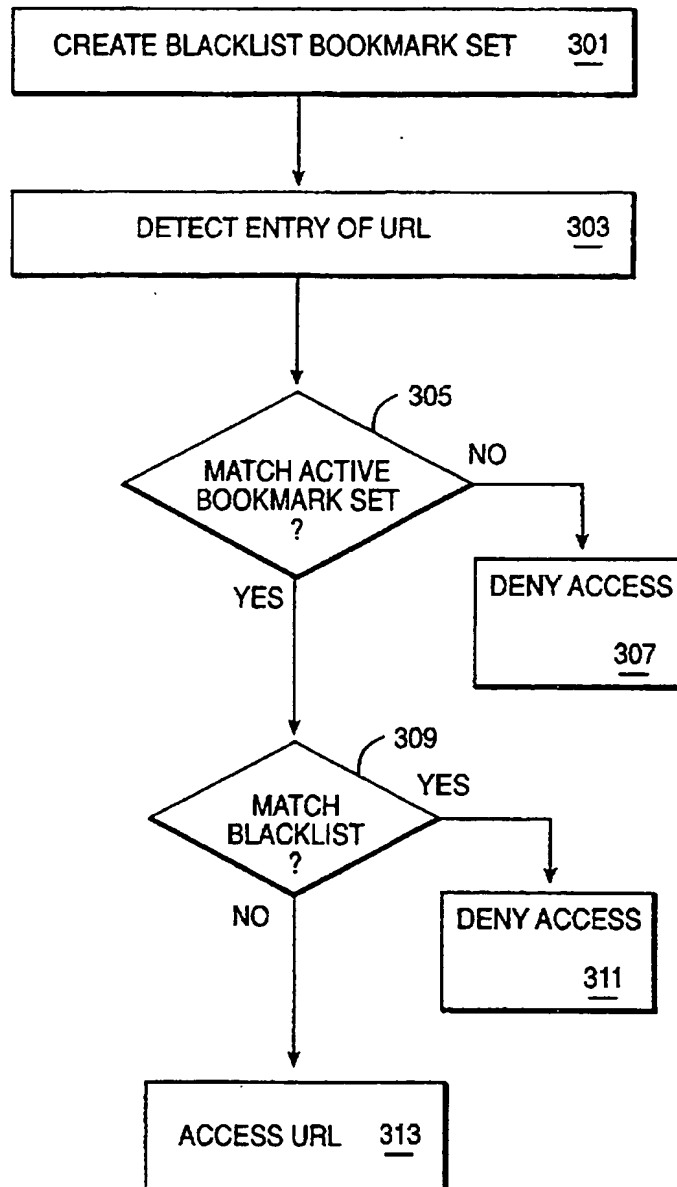 CREATE BLACKLIST BOOKMARK SET 301
DETECT ENTRY OF URL 303
305
MATCH ACTIVE
BOOKMARK SET
?
NO
YES
DENY ACCESS
307
309
MATCH
BLACKLIST
?
YES
NO
DENY ACCESS
311
ACCESS URL 313